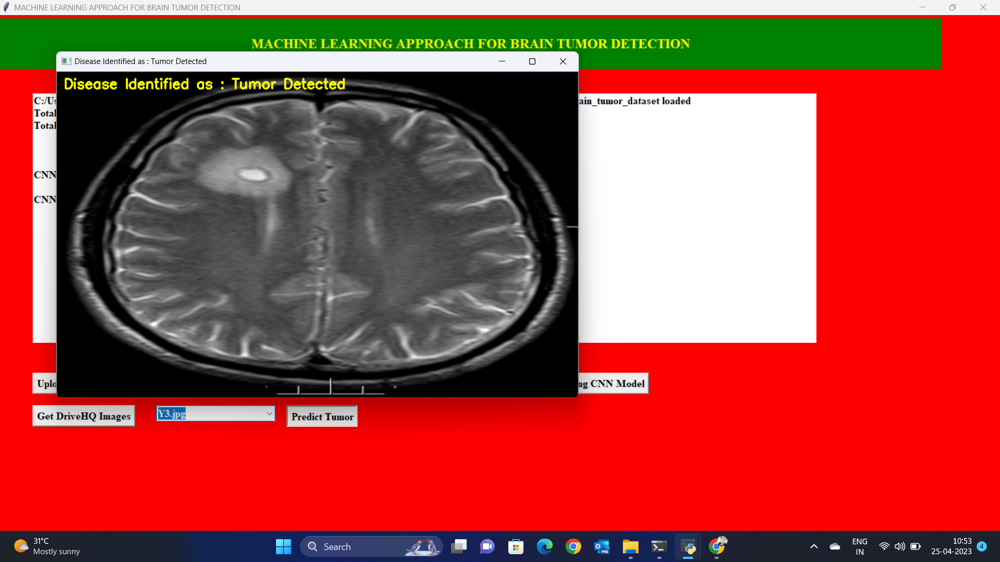 MACHINE LEARNING APPROACH FOR BRAIN TUMOR DETECTION
MACHINE LEARNING APPROACH FOR BRAIN TUMOR DETECTION
Disease Identified as : Tumor Detected
Disease Identified as : Tumor Detected
C:/Us
ain_tumor_dataset loaded
Total
Total
CNN
CNN
Uplo
ng CNN Model
Get DriveHQ Images
Y3.jpg
Predict Tumor
31°C
Mostly sunny
Search
PRE
ENG
IN
10:53
25-04-2023
4